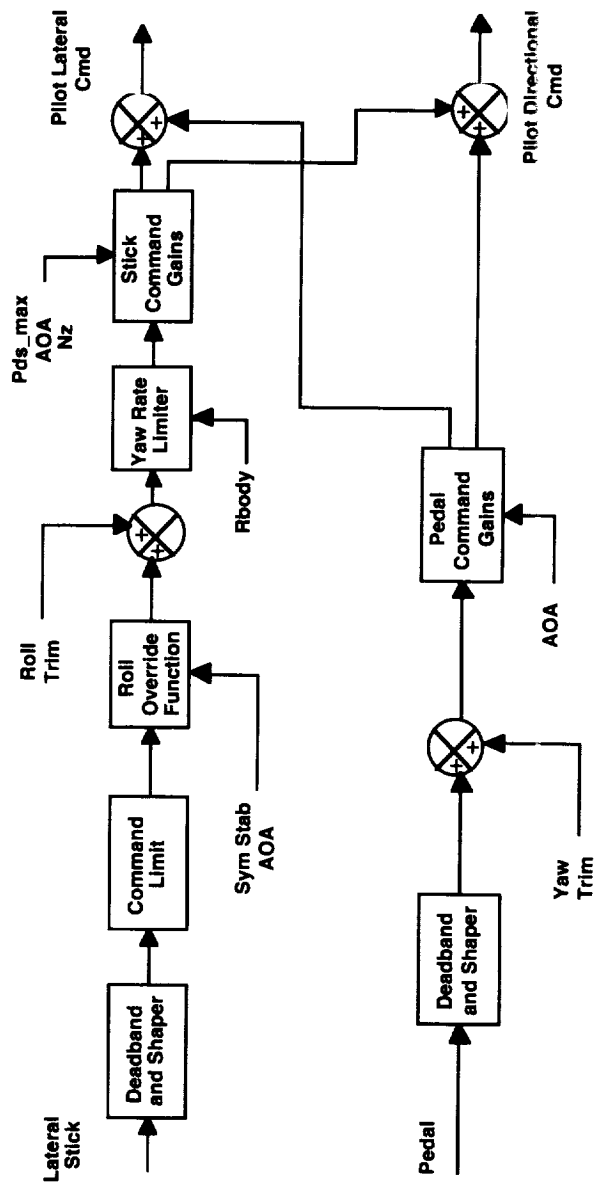 Lateral
Stick
Deadband
and Shaper
Command
Limit
Roll
Override
Function
Sym Stab
AOA
Roll
Trim
+
+
Yaw Rate
Limiter
Rbody
Stick
Command
Gains
Pds_max
AOA
Nz
+
+
Pilot Lateral
Cmd
Pedal
Deadband
and Shaper
+
+
Yaw
Trim
Pedal
Command
Gains
AOA
+
+
Pilot Directional
Cmd